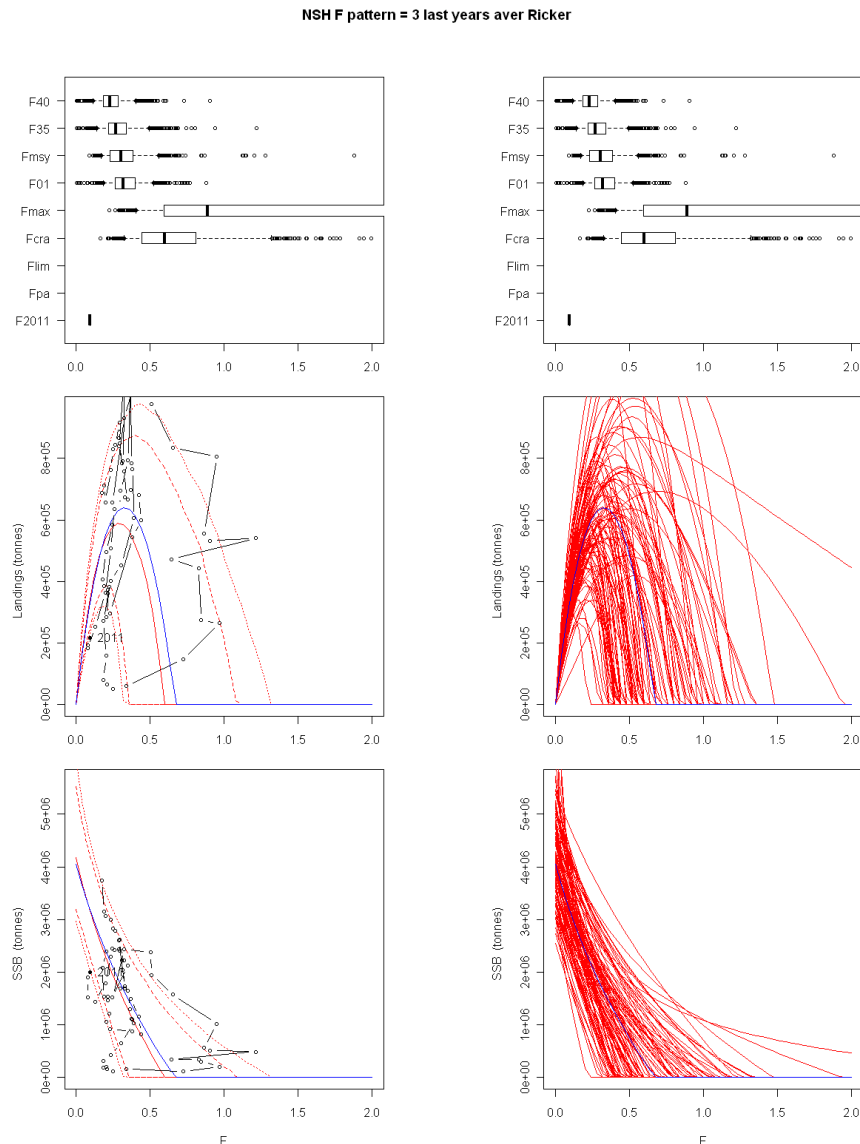 NSH F pattern = 3 last years aver Ricker
F40
F35
Fmsy
F01
Fmax
Fcra
Flim
Fpa
F2011
0.0 0.5 1.0 1.5 2.0
F40
F35
Fmsy
F01
Fmax
Fcra
Flim
Fpa
F2011
0.0 0.5 1.0 1.5 2.0
Landings (tonnes)
8e+05
6e+05
4e+05
2e+05
0e+00
2011
0.0 0.5 1.0 1.5 2.0
Landings (tonnes)
8e+05
6e+05
4e+05
2e+05
0e+00
0.0 0.5 1.0 1.5 2.0
SSB (tonnes)
5e+06
4e+06
3e+06
2e+06
1e+06
0e+00
2011
0.0 0.5 1.0 1.5 2.0
F
SSB (tonnes)
5e+06
4e+06
3e+06
2e+06
1e+06
0e+00
0.0 0.5 1.0 1.5 2.0
F